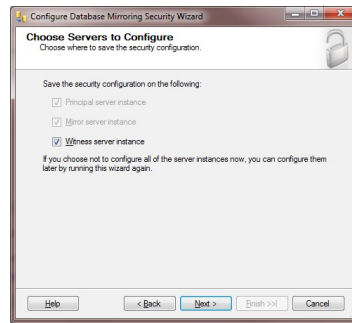 Configure Database Mirroring Security Wizard
Choose Servers to Configure
Choose where to save the security configuration.
Save the security configuration on the following:
Principal server instance
Mirror server instance
Witness server instance
If you choose not to configure all of the server instances now, you can configure them
later by running this wizard again.
Help
< Back
Next >
Finish >>|
Cancel